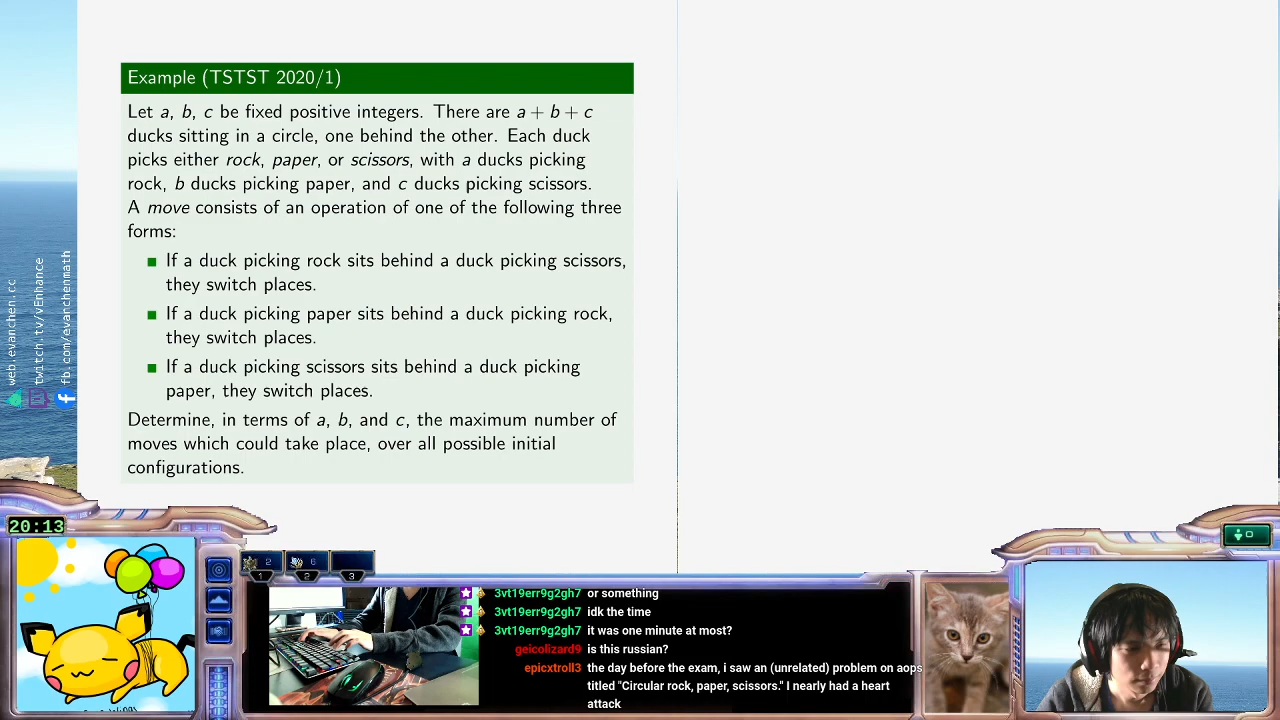 Example (TSTST 2020/1)
Let a, b, c be fixed positive integers. There are a + b + c
ducks sitting in a circle, one behind the other. Each duck
picks either rock, paper, or scissors, with a ducks picking
rock, b ducks picking paper, and c ducks picking scissors.
A move consists of an operation of one of the following three
forms:
■ If a duck picking rock sits behind a duck picking scissors,
they switch places.
■ If a duck picking paper sits behind a duck picking rock,
they switch places.
■ If a duck picking scissors sits behind a duck picking
paper, they switch places.
Determine, in terms of a, b, and c, the maximum number of
moves which could take place, over all possible initial
configurations.
web:evanchen.cc
twitch.tv/vEnhance
fb.com/evanchenmath
20:13
2
6
1
2
3
0
3vt19err9g2gh7 or something
3vt19err9g2gh7 idk the time
3vt19err9g2gh7 it was one minute at most?
geicolizard9 is this russian?
epicxtroll3 the day before the exam, i saw an (unrelated) problem on aops
titled "Circular rock, paper, scissors." I nearly had a heart
attack